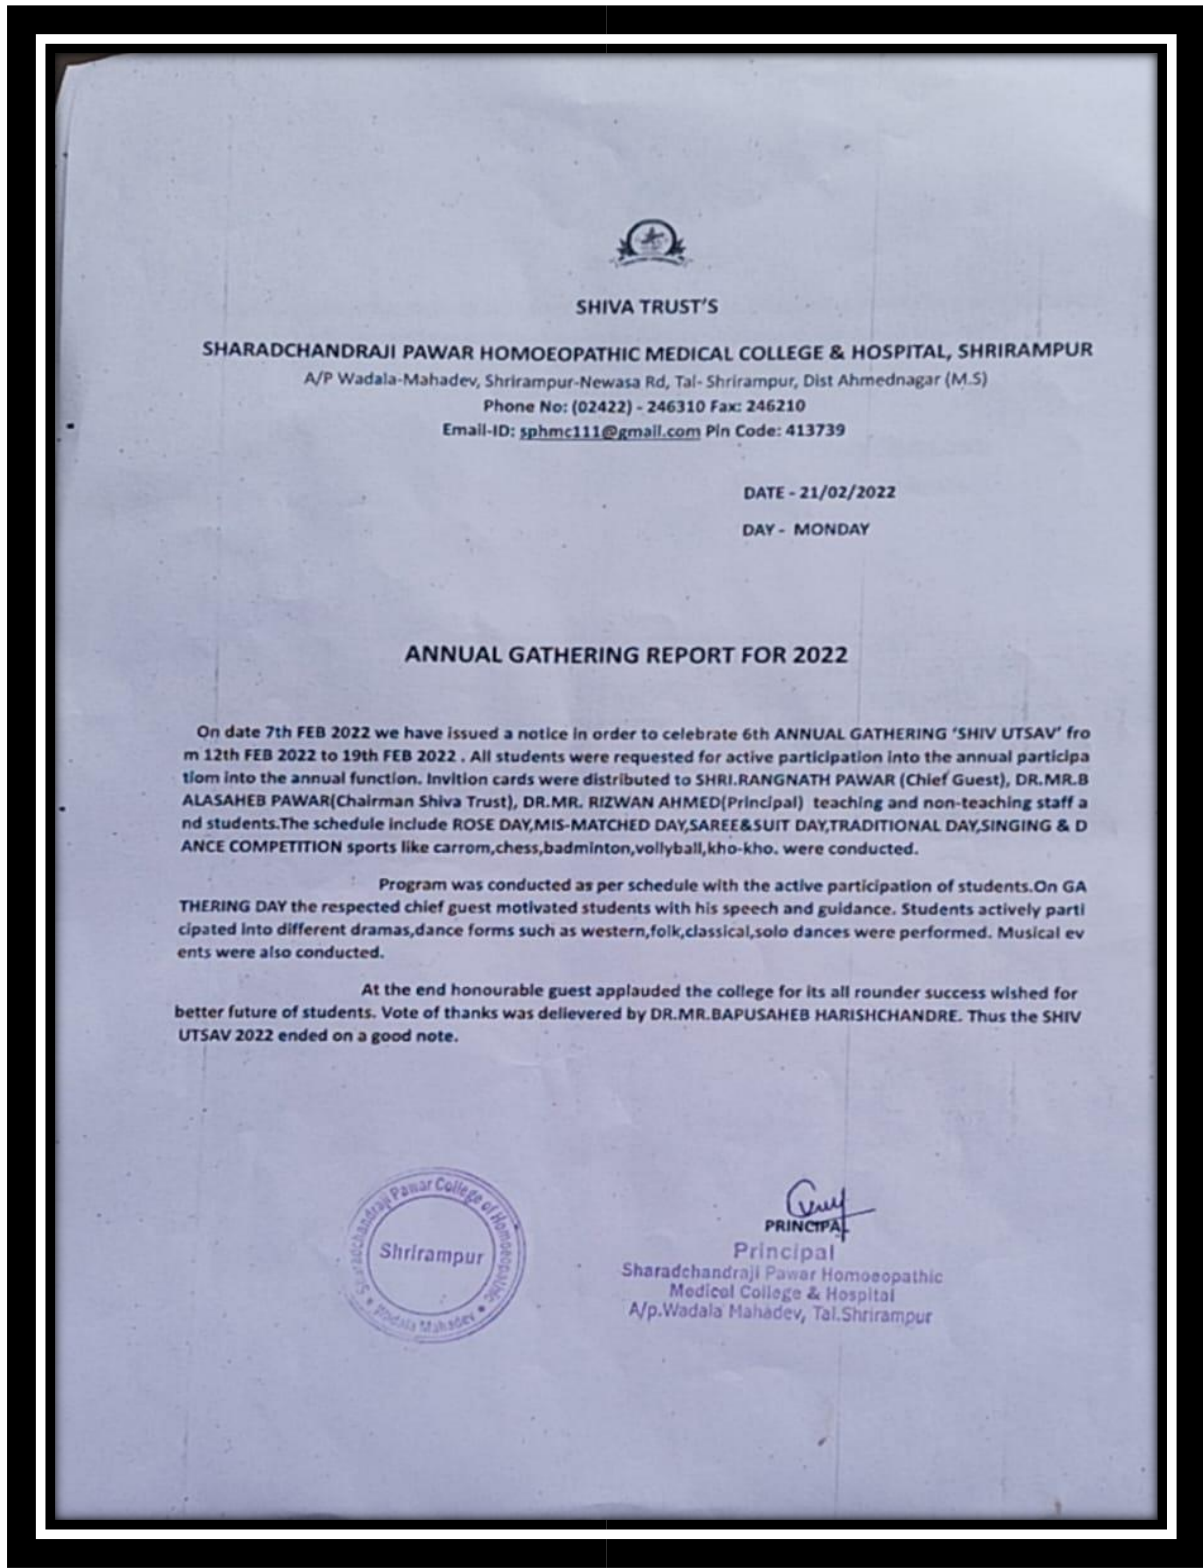 SHIVA TRUST'S
SHARADCHANDRAJI PAWAR HOMOEOPATHIC MEDICAL COLLEGE & HOSPITAL, SHRIRAMPUR
A/P Wadala-Mahadev, Shrirampur-Newasa Rd, Tal- Shrirampur, Dist Ahmednagar (M.S)
Phone No: (02422) - 246310 Fax: 246210
Email-ID: sphmc111@gmail.com Pin Code: 413739
DATE - 21/02/2022
DAY - MONDAY
ANNUAL GATHERING REPORT FOR 2022
On date 7th FEB 2022 we have issued a notice in order to celebrate 6th ANNUAL GATHERING 'SHIV UTSAV' fro
m 12th FEB 2022 to 19th FEB 2022 . All students were requested for active participation into the annual participa
tiom into the annual function. Invition cards were distributed to SHRI.RANGNATH PAWAR (Chief Guest), DR.MR.B
ALASAHEB PAWAR(Chairman Shiva Trust), DR.MR. RIZWAN AHMED(Principal) teaching and non-teaching staff a
nd students.The schedule include ROSE DAY,MIS-MATCHED DAY,SAREE&SUIT DAY,TRADITIONAL DAY,SINGING & D
ANCE COMPETITION sports like carrom,chess,badminton,vollyball,kho-kho. were conducted.
Program was conducted as per schedule with the active participation of students.On GA
THERING DAY the respected chief guest motivated students with his speech and guidance. Students actively parti
cipated into different dramas,dance forms such as western,folk,classical,solo dances were performed. Musical ev
ents were also conducted.
At the end honourable guest applauded the college for its all rounder success wished for
better future of students. Vote of thanks was delievered by DR.MR.BAPUSAHEB HARISHCHANDRE. Thus the SHIV
UTSAV 2022 ended on a good note.
Sharadchandraji Pawar College of Homoeopathic
Shrirampur
Wadala Mahadev
PRINCIPAL
Principal
Sharadchandraji Pawar Homoeopathic
Medical College & Hospital
A/p.Wadala Mahadev, Tal.Shrirampur